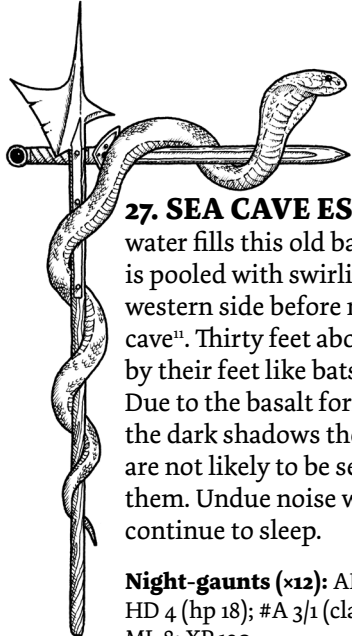 27. SEA CAVE ES
water fills this old ba
is pooled with swirli
western side before
cave¹¹. Thirty feet abo
by their feet like bats
Due to the basalt for
the dark shadows the
are not likely to be se
them. Undue noise w
continue to sleep.
Night-gaunts (×12):
HD 4 (hp 18); #A 3/1 (cla